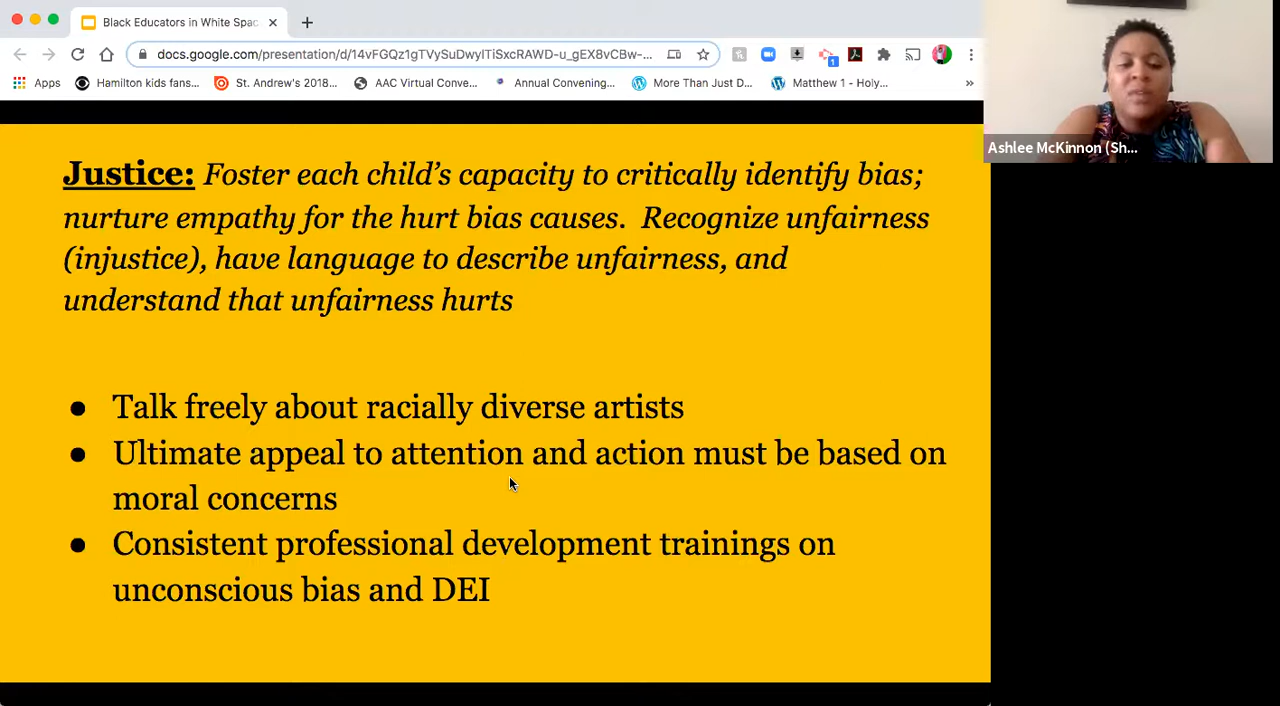 Black Educators in White Spac
docs.google.com/presentation/d/14vFGQz1gTVySuDwylTiSxcRAWD-u_gEX8vCBw-...
1
Apps
Hamilton kids fans...
St. Andrew's 2018...
AAC Virtual Conve...
Annual Convening...
More Than Just D...
Matthew 1 - Holy...
»
Ashlee McKinnon (Sh...
Justice: Foster each child’s capacity to critically identify bias;
nurture empathy for the hurt bias causes.  Recognize unfairness
(injustice), have language to describe unfairness, and
understand that unfairness hurts
● Talk freely about racially diverse artists
● Ultimate appeal to attention and action must be based on
moral concerns
● Consistent professional development trainings on
unconscious bias and DEI